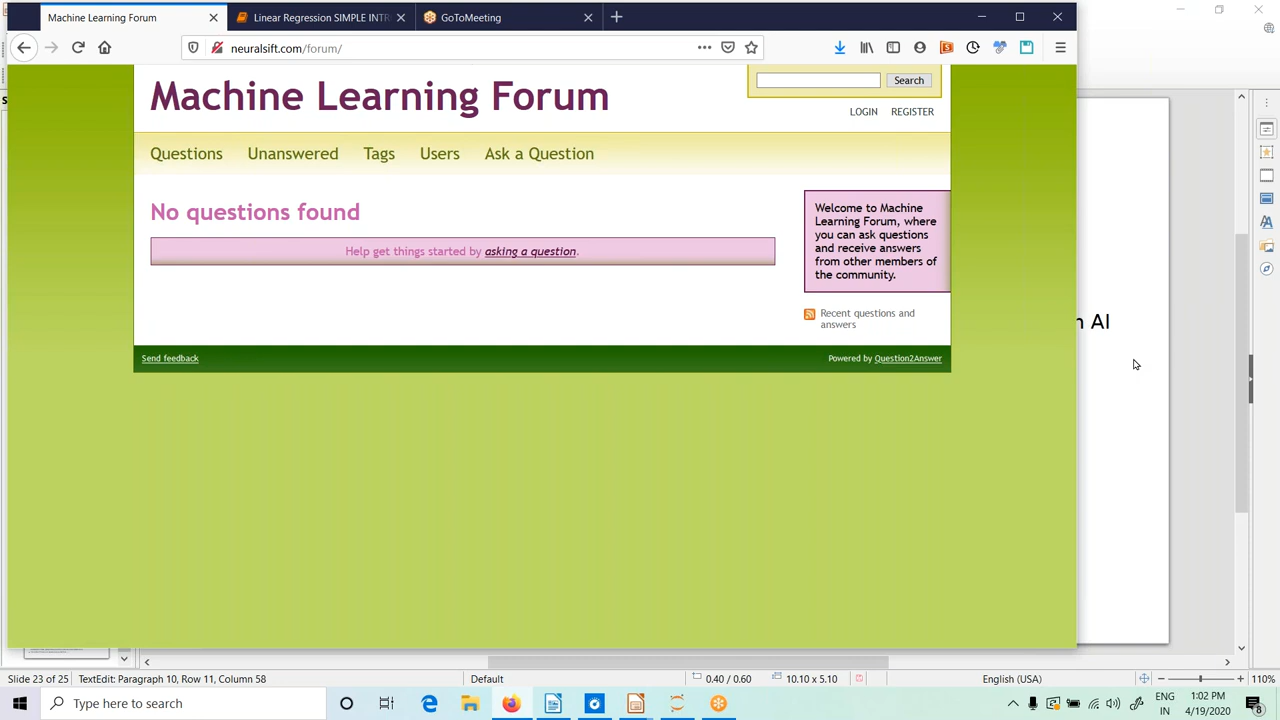 Machine Learning Forum
Linear Regression SIMPLE INTR
GoToMeeting
neuralsift.com/forum/
Machine Learning Forum
Search
LOGIN REGISTER
Questions Unanswered Tags Users Ask a Question
No questions found
Help get things started by asking a question.
Welcome to Machine
Learning Forum, where
you can ask questions
and receive answers
from other members of
the community.
Recent questions and
answers
Send feedback
Powered by Question2Answer
AI
Slide 23 of 25 TextEdit: Paragraph 10, Row 11, Column 58 Default 0.40 / 0.60 10.10 x 5.10 English (USA) 110%
Type here to search
ENG
IN
1:02 PM
4/19/2020
8